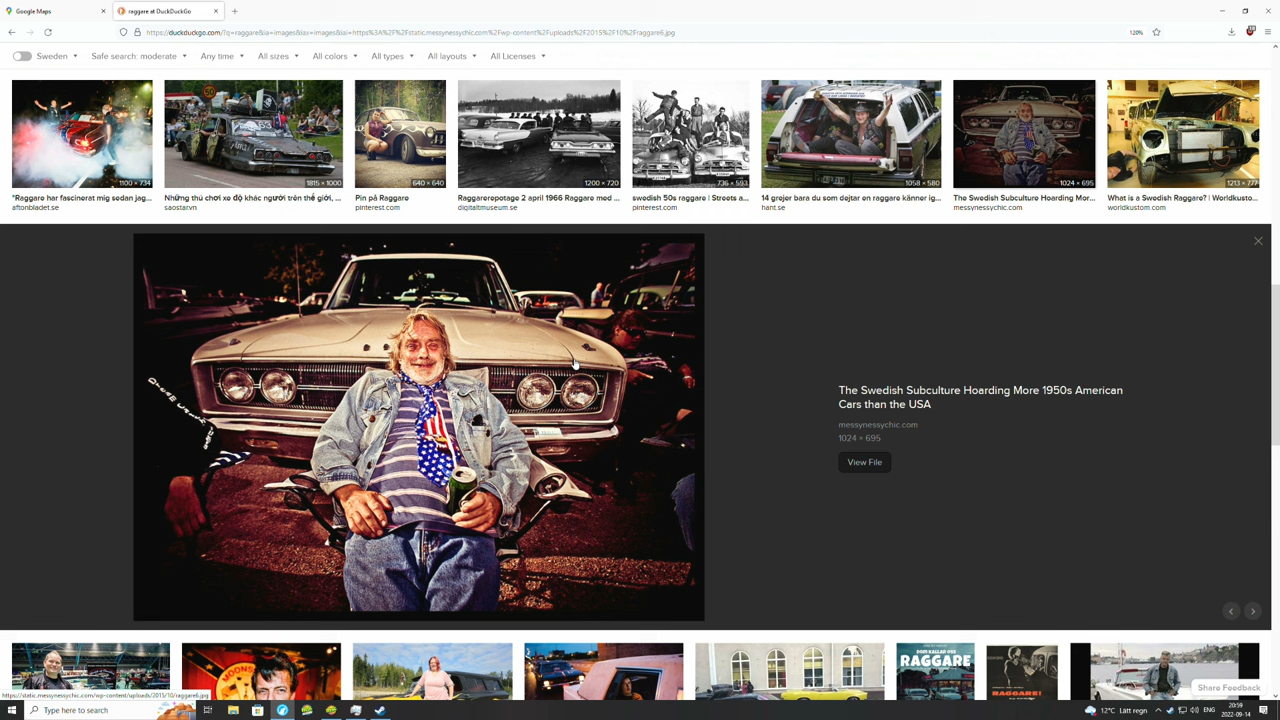 Google Maps
raggare at DuckDuckGo
https://duckduckgo.com/?q=raggare&ia=images&iax=images&iai=https%3A%2F%2Fstatic.messynessychic.com%2Fwp-content%2Fuploads%2F2015%2F10%2Fraggare6.jpg
120%
Sweden
Safe search: moderate
Any time
All sizes
All colors
All types
All layouts
All Licenses
1100 × 734
1815 × 1000
640 × 640
1200 × 720
736 × 593
1058 × 580
1024 × 695
1213 × 777
"Raggare har fascinerat mig sedan jag...
Những thú chơi xe độ khác người trên thế giới, ...
Pin på Raggare
Raggarerepotage 2 april 1966 Raggare med ...
swedish 50s raggare | Streets a...
14 grejer bara du som dejtar en raggare känner ig...
The Swedish Subculture Hoarding Mor...
What is a Swedish Raggare? | Worldkusto...
aftonbladet.se
saostar.vn
pinterest.com
digitaltmuseum.se
pinterest.com
hant.se
messynessychic.com
worldkustom.com
The Swedish Subculture Hoarding More 1950s American
Cars than the USA
messynessychic.com
1024 × 695
View File
DOM KALLAR OSS
RAGGARE
RAGGARE!
Share Feedback
https://static.messynessychic.com/wp-content/uploads/2015/10/raggare6.jpg
Type here to search
12°C Lätt regn
ENG
20:59
2022-09-14